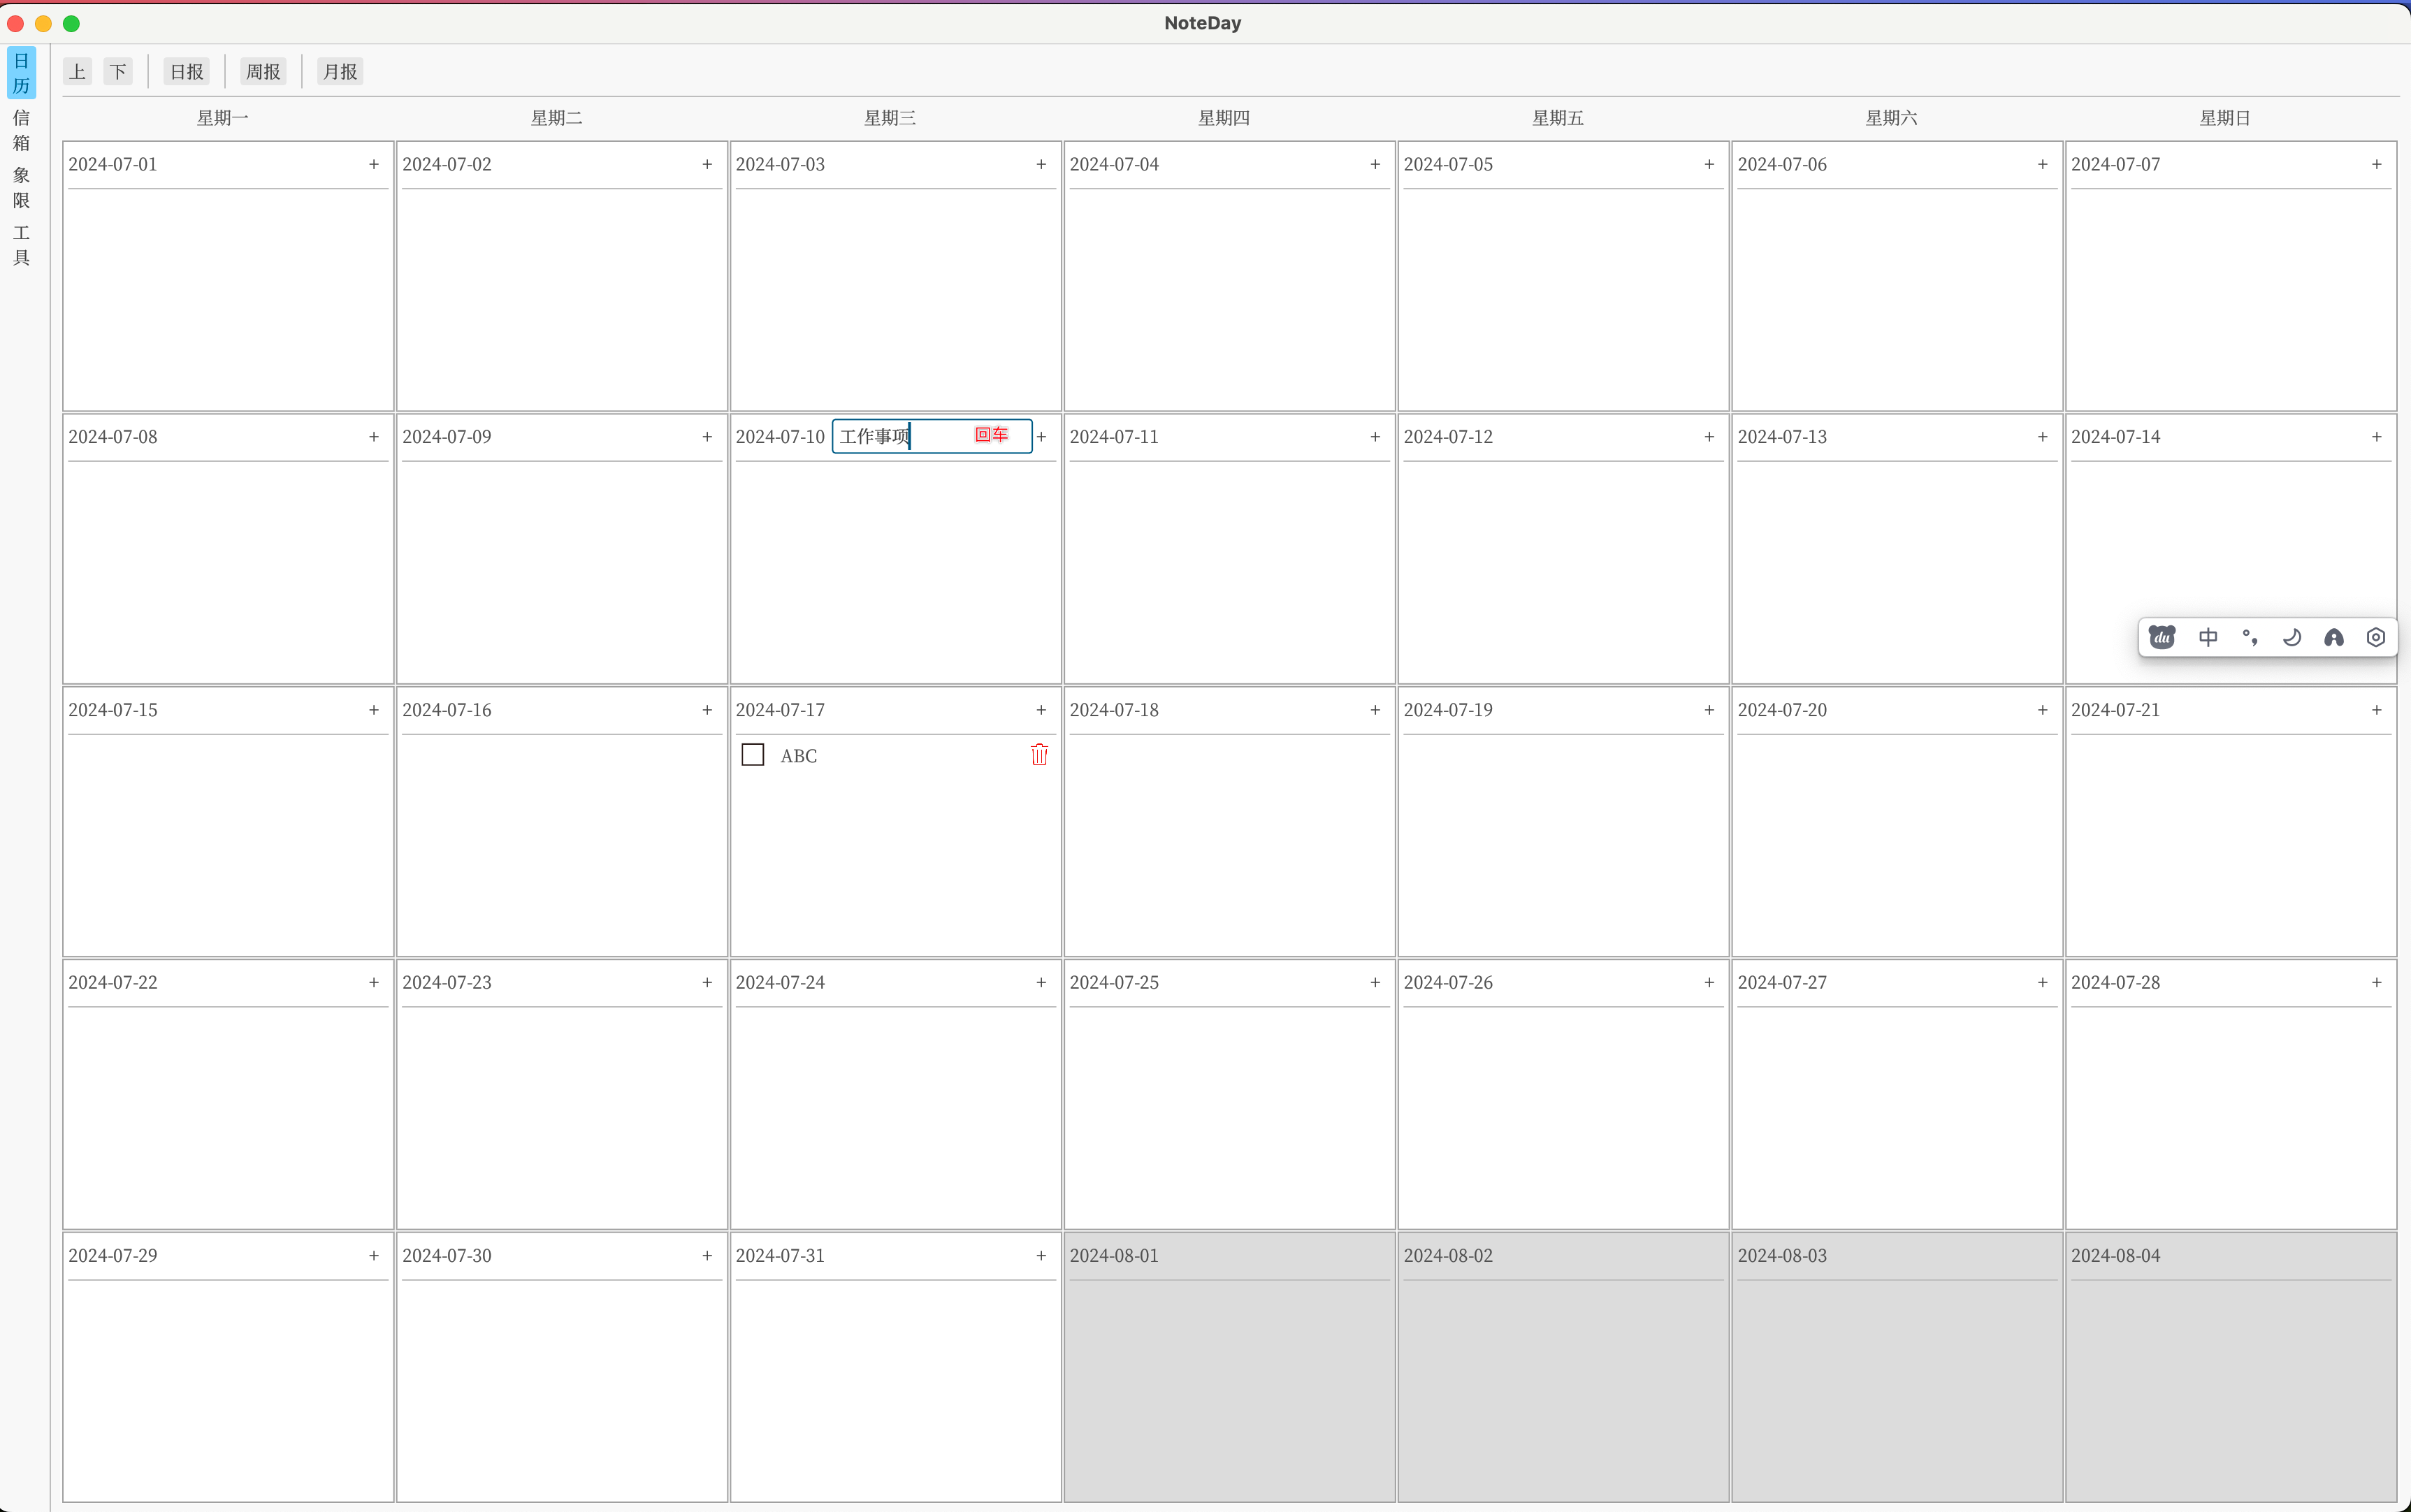 NoteDay
日历
信箱
象限
工具
上 下 日报 周报 月报
星期一 星期二 星期三 星期四 星期五 星期六 星期日
2024-07-01 + 2024-07-02 + 2024-07-03 + 2024-07-04 + 2024-07-05 + 2024-07-06 + 2024-07-07 +
2024-07-08 + 2024-07-09 + 2024-07-10 工作事项 回车 + 2024-07-11 + 2024-07-12 + 2024-07-13 + 2024-07-14 +
du 中 °,
2024-07-15 + 2024-07-16 + 2024-07-17 + 2024-07-18 + 2024-07-19 + 2024-07-20 + 2024-07-21 +
ABC
2024-07-22 + 2024-07-23 + 2024-07-24 + 2024-07-25 + 2024-07-26 + 2024-07-27 + 2024-07-28 +
2024-07-29 + 2024-07-30 + 2024-07-31 + 2024-08-01 2024-08-02 2024-08-03 2024-08-04